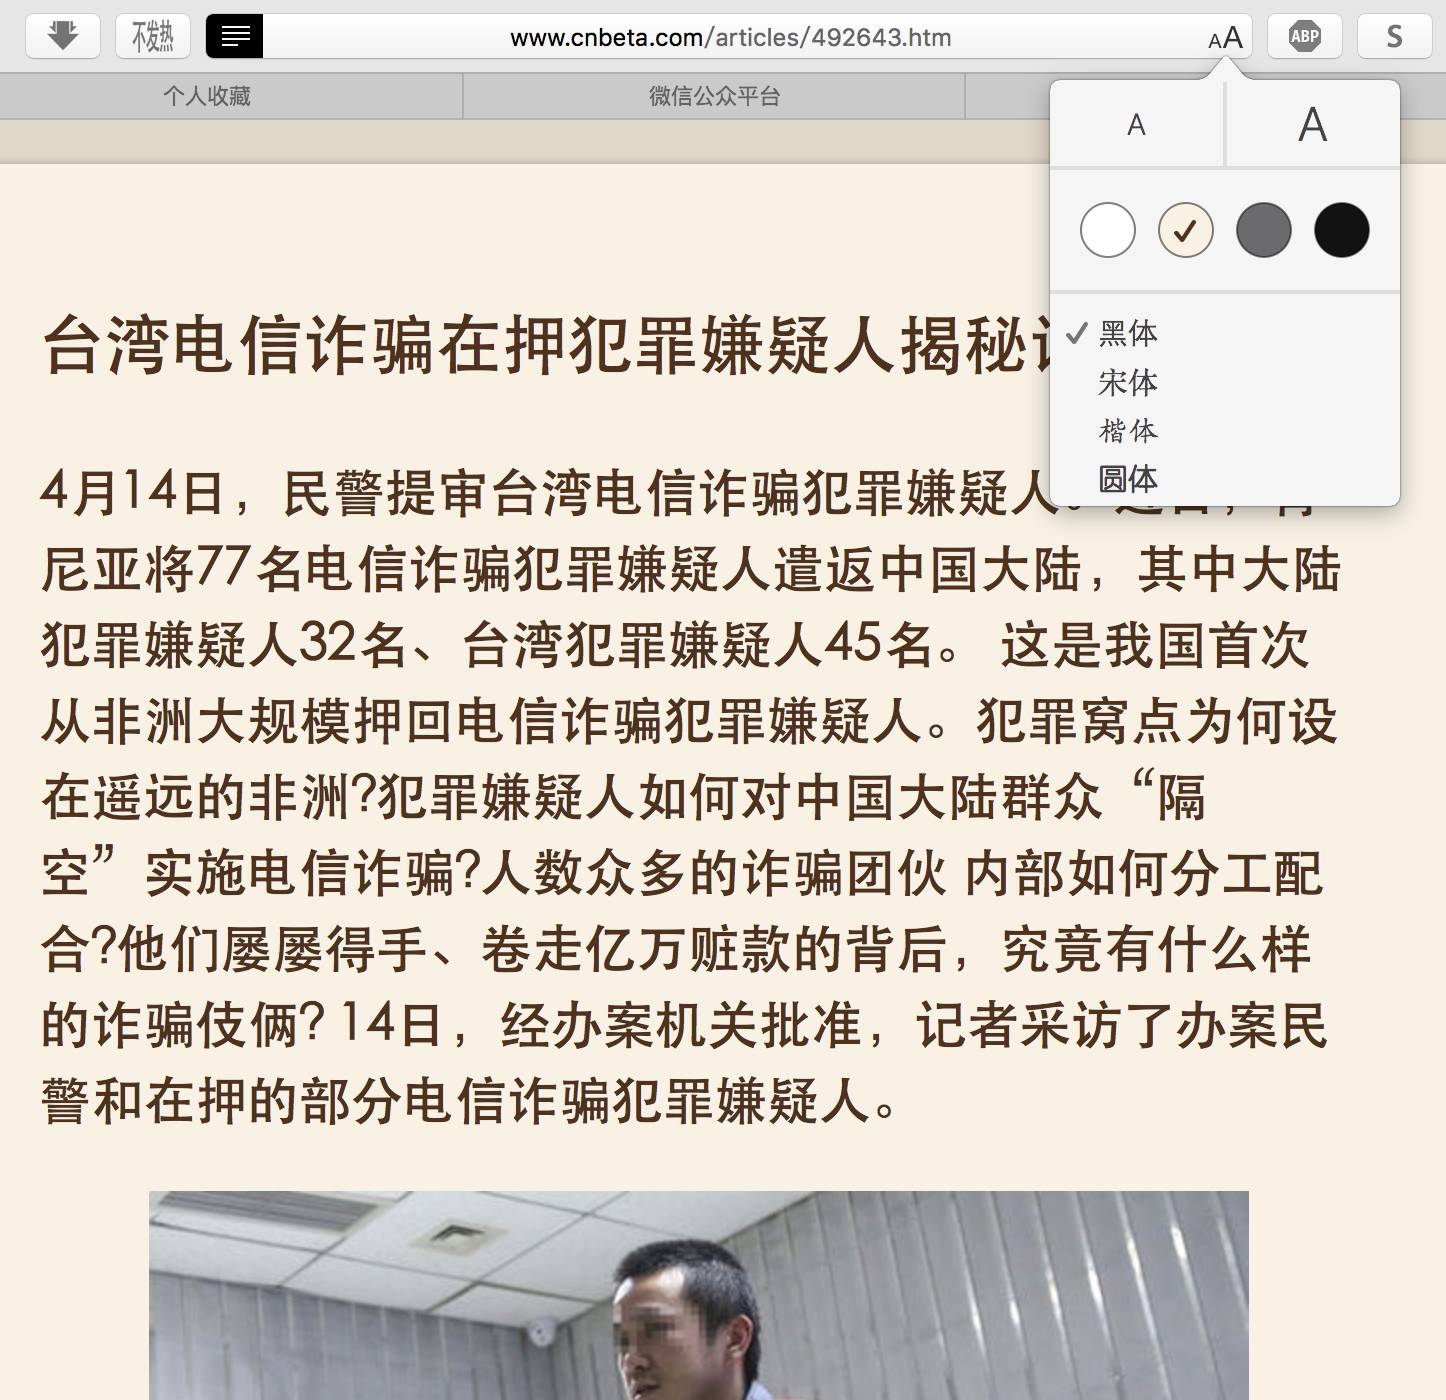 不发热
www.cnbeta.com/articles/492643.htm
AA
ABP
S
个人收藏
微信公众平台
A
A
黑体
宋体
楷体
圆体
台湾电信诈骗在押犯罪嫌疑人揭秘
4月14日，民警提审台湾电信诈骗犯罪嫌疑人。
尼亚将77名电信诈骗犯罪嫌疑人遣返中国大陆，其中大陆
犯罪嫌疑人32名、台湾犯罪嫌疑人45名。 这是我国首次
从非洲大规模押回电信诈骗犯罪嫌疑人。犯罪窝点为何设
在遥远的非洲?犯罪嫌疑人如何对中国大陆群众“隔
空”实施电信诈骗?人数众多的诈骗团伙 内部如何分工配
合?他们屡屡得手、卷走亿万赃款的背后，究竟有什么样
的诈骗伎俩? 14日，经办案机关批准，记者采访了办案民
警和在押的部分电信诈骗犯罪嫌疑人。